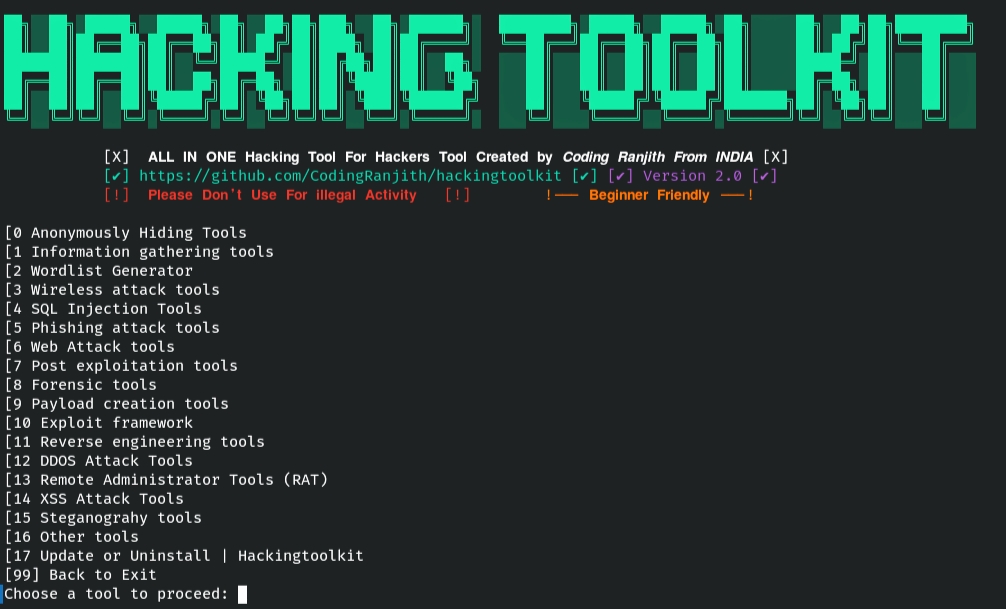 HACKING TOOLKIT
[X] ALL IN ONE Hacking Tool For Hackers Tool Created by Coding Ranjith From INDIA [X]
[✔] https://github.com/CodingRanjith/hackingtoolkit [✔] [✔] Version 2.0 [✔]
[!] Please Don't Use For illegal Activity [!] !── Beginner Friendly ──!
[0 Anonymously Hiding Tools
[1 Information gathering tools
[2 Wordlist Generator
[3 Wireless attack tools
[4 SQL Injection Tools
[5 Phishing attack tools
[6 Web Attack tools
[7 Post exploitation tools
[8 Forensic tools
[9 Payload creation tools
[10 Exploit framework
[11 Reverse engineering tools
[12 DDOS Attack Tools
[13 Remote Administrator Tools (RAT)
[14 XSS Attack Tools
[15 Steganograhy tools
[16 Other tools
[17 Update or Uninstall | Hackingtoolkit
[99] Back to Exit
Choose a tool to proceed: